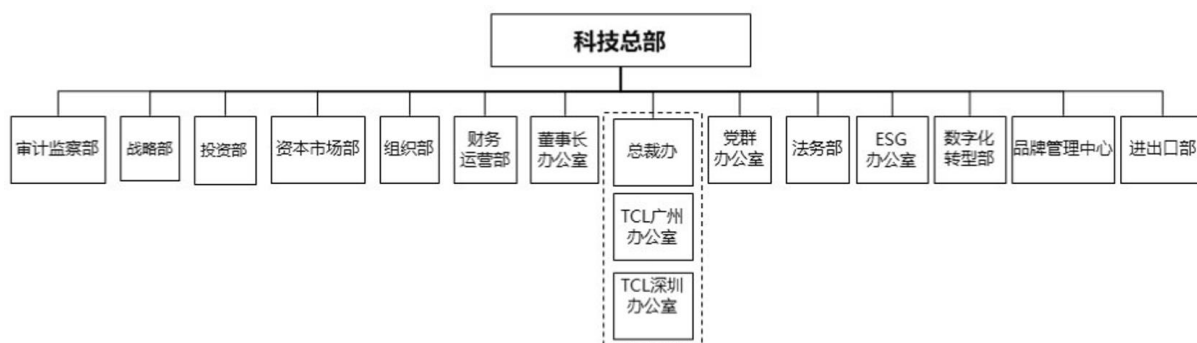 科技总部
审计监察部
战略部
投资部
资本市场部
组织部
财务
运营部
董事长
办公室
总裁办
党群
办公室
法务部
ESG
办公室
数字化
转型部
品牌管理中心
进出口部
TCL广州
办公室
TCL深圳
办公室